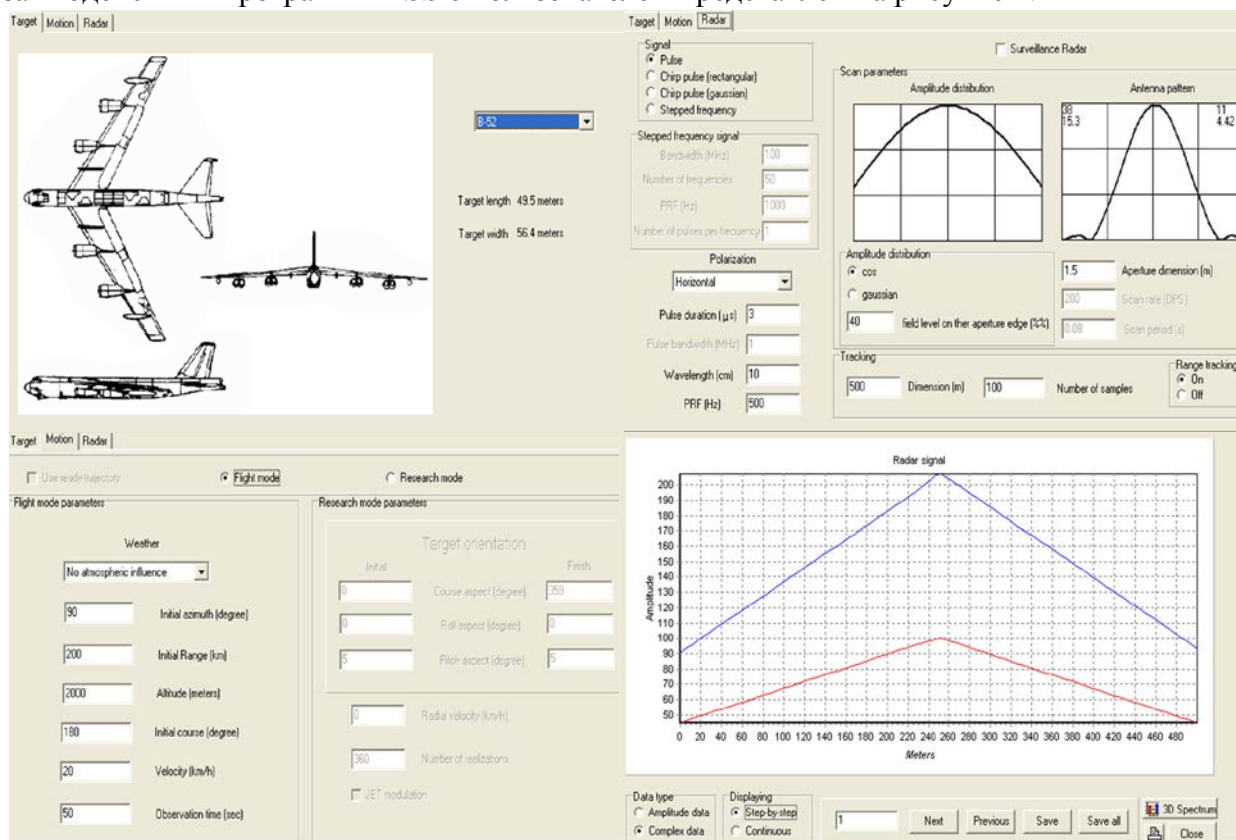 Target Motion Radar
B-52
Target length 49.5 meters
Target width 56.4 meters
Target Motion Radar
Signal
Pulse
Chirp pulse (rectangular)
Chirp pulse (gaussian)
Stepped frequency
Stepped frequency signal
Bandwidth (MHz) 100
Number of frequencies 50
PRF (Hz) 1000
Number of pulses per frecuency 1
Polarization
Horizontal
Pulse duration (μs) 3
Pulse bandwidth (MHz) 1
Wavelength (cm) 10
PRF (Hz) 500
Surveillance Radar
Scan parameters
Amplitude distribution
Antenna pattern
38 11
15.3 4.42
Amplitude distribution
cos
gaussian
40 field level on ther aperture edge (%%)
1.5 Aperture dimension (m)
200 Scan rate (DPS)
0.08 Scan period (s)
Tracking
500 Dimension (m) 100 Number of samples
Range tracking
On
Off
Target Motion Radar
Use ready trajectory Flight mode Research mode
Flight mode parameters
Weather
No atmospheric influence
90 Initial azimuth (degree)
200 Initial Range (km)
2000 Altitude (meters)
180 Initial course (degree)
20 Velocity (km/h)
50 Observation time (sec)
Research mode parameters
Target orientation
Initial Finish
0 Course aspect (degree) 359
0 Roll aspect (degree) 0
5 Pitch aspect (degree) 5
0 Radial velocity (km/h)
360 Number of realizations
JET modulation
Radar signal
200
190
180
170
160
150
140
130
120
110
100
90
80
70
60
50
Amplitude
0 20 40 60 80 100 120 140 160 180 200 220 240 260 280 300 320 340 360 380 400 420 440 460 480
Meters
Data type
Amplitude data
Complex data
Displaying
Step-by-step
Continuous
1 Next Previous Save Save all
3D Spectrum
Close